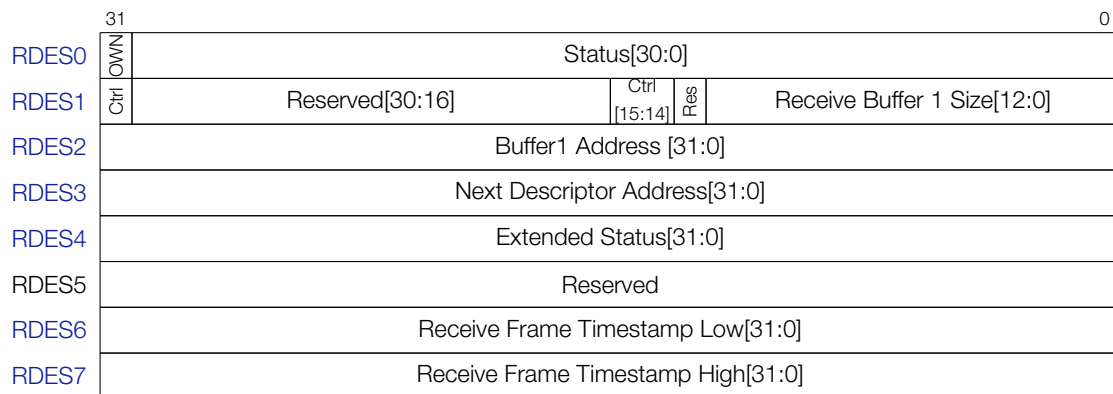 31 0
RDES0 OWN Status[30:0]
RDES1 Ctrl Reserved[30:16] Ctrl [15:14] Res Receive Buffer 1 Size[12:0]
RDES2 Buffer1 Address [31:0]
RDES3 Next Descriptor Address[31:0]
RDES4 Extended Status[31:0]
RDES5 Reserved
RDES6 Receive Frame Timestamp Low[31:0]
RDES7 Receive Frame Timestamp High[31:0]